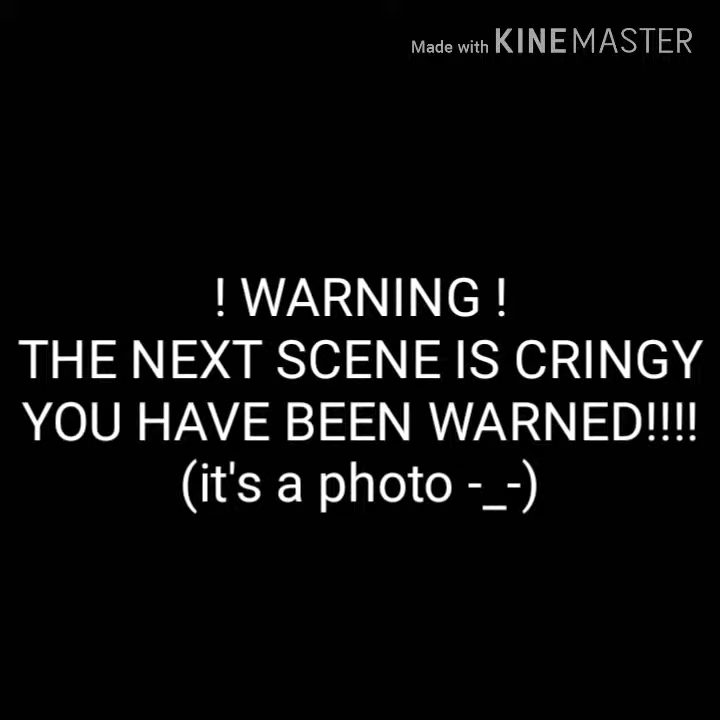 Made with KINEMASTER
! WARNING !
THE NEXT SCENE IS CRINGY
YOU HAVE BEEN WARNED!!!!
(it's a photo -_-)